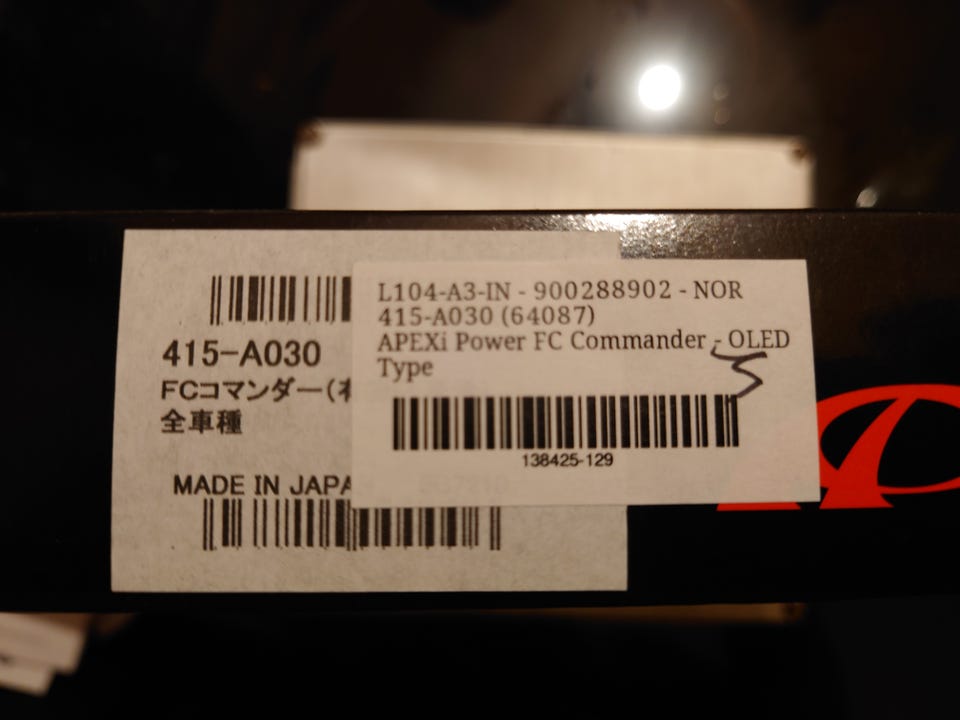 415-A030
FCコマンダー(
全車種
MADE IN JAPA
L104-A3-IN - 900288902 - NOR
415-A030 (64087)
APEXi Power FC Commander - OLED
Type
138425-129